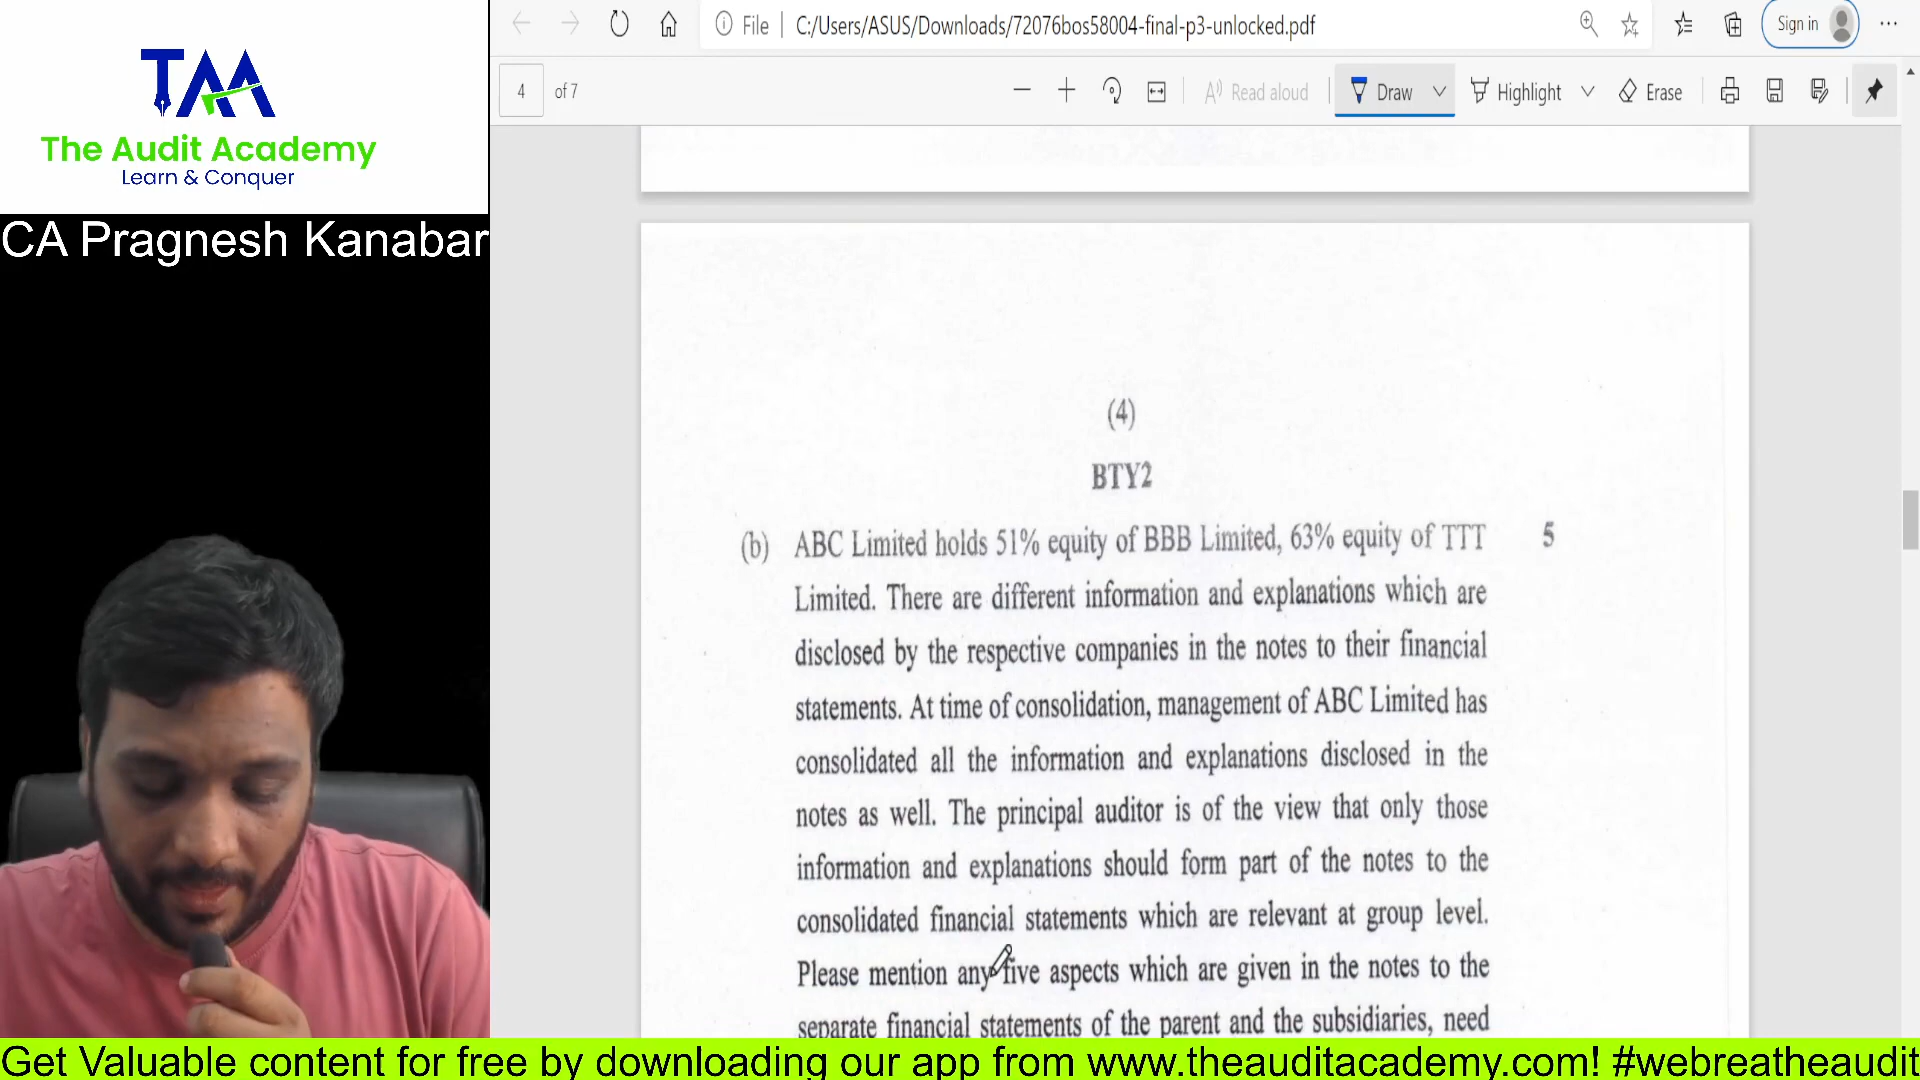 TAA
The Audit Academy
Learn & Conquer
CA Pragnesh Kanabar
File
C:/Users/ASUS/Downloads/72076bos58004-final-p3-unlocked.pdf
Sign in
4 of 7
Read aloud
Draw
Highlight
Erase
(4)
BTY2
(b) ABC Limited holds 51% equity of BBB Limited, 63% equity of TTT 5
Limited. There are different information and explanations which are
disclosed by the respective companies in the notes to their financial
statements. At time of consolidation, management of ABC Limited has
consolidated all the information and explanations disclosed in the
notes as well. The principal auditor is of the view that only those
information and explanations should form part of the notes to the
consolidated financial statements which are relevant at group level.
Please mention any five aspects which are given in the notes to the
separate financial statements of the parent and the subsidiaries, need
Get Valuable content for free by downloading our app from www.theauditacademy.com! #webreatheaudit